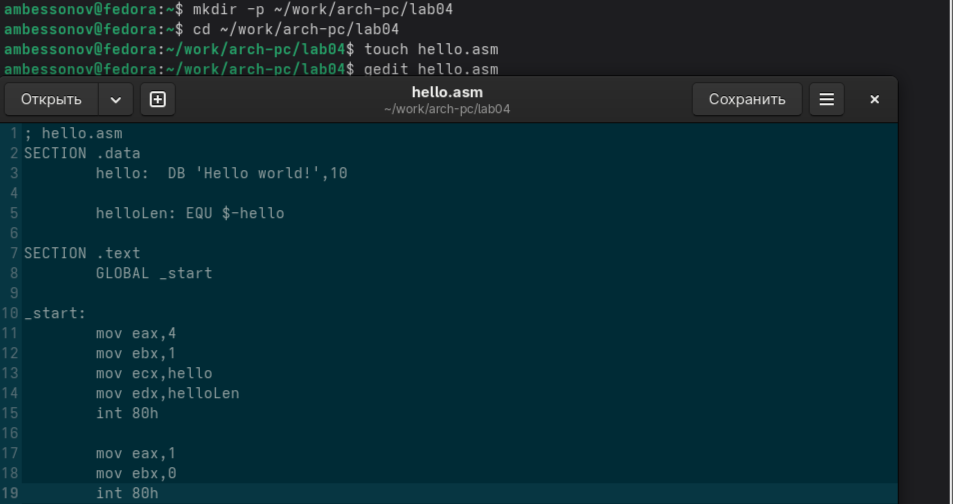 ambessonov@fedora:~$ mkdir -p ~/work/arch-pc/lab04
ambessonov@fedora:~$ cd ~/work/arch-pc/lab04
ambessonov@fedora:~/work/arch-pc/lab04$ touch hello.asm
ambessonov@fedora:~/work/arch-pc/lab04$ gedit hello.asm
Открыть
hello.asm
~/work/arch-pc/lab04
Сохранить
1 ; hello.asm
2 SECTION .data
3         hello:  DB 'Hello world!',10
4
5         helloLen: EQU $-hello
6
7 SECTION .text
8         GLOBAL _start
9
10 _start:
11         mov eax,4
12         mov ebx,1
13         mov ecx,hello
14         mov edx,helloLen
15         int 80h
16
17         mov eax,1
18         mov ebx,0
19         int 80h